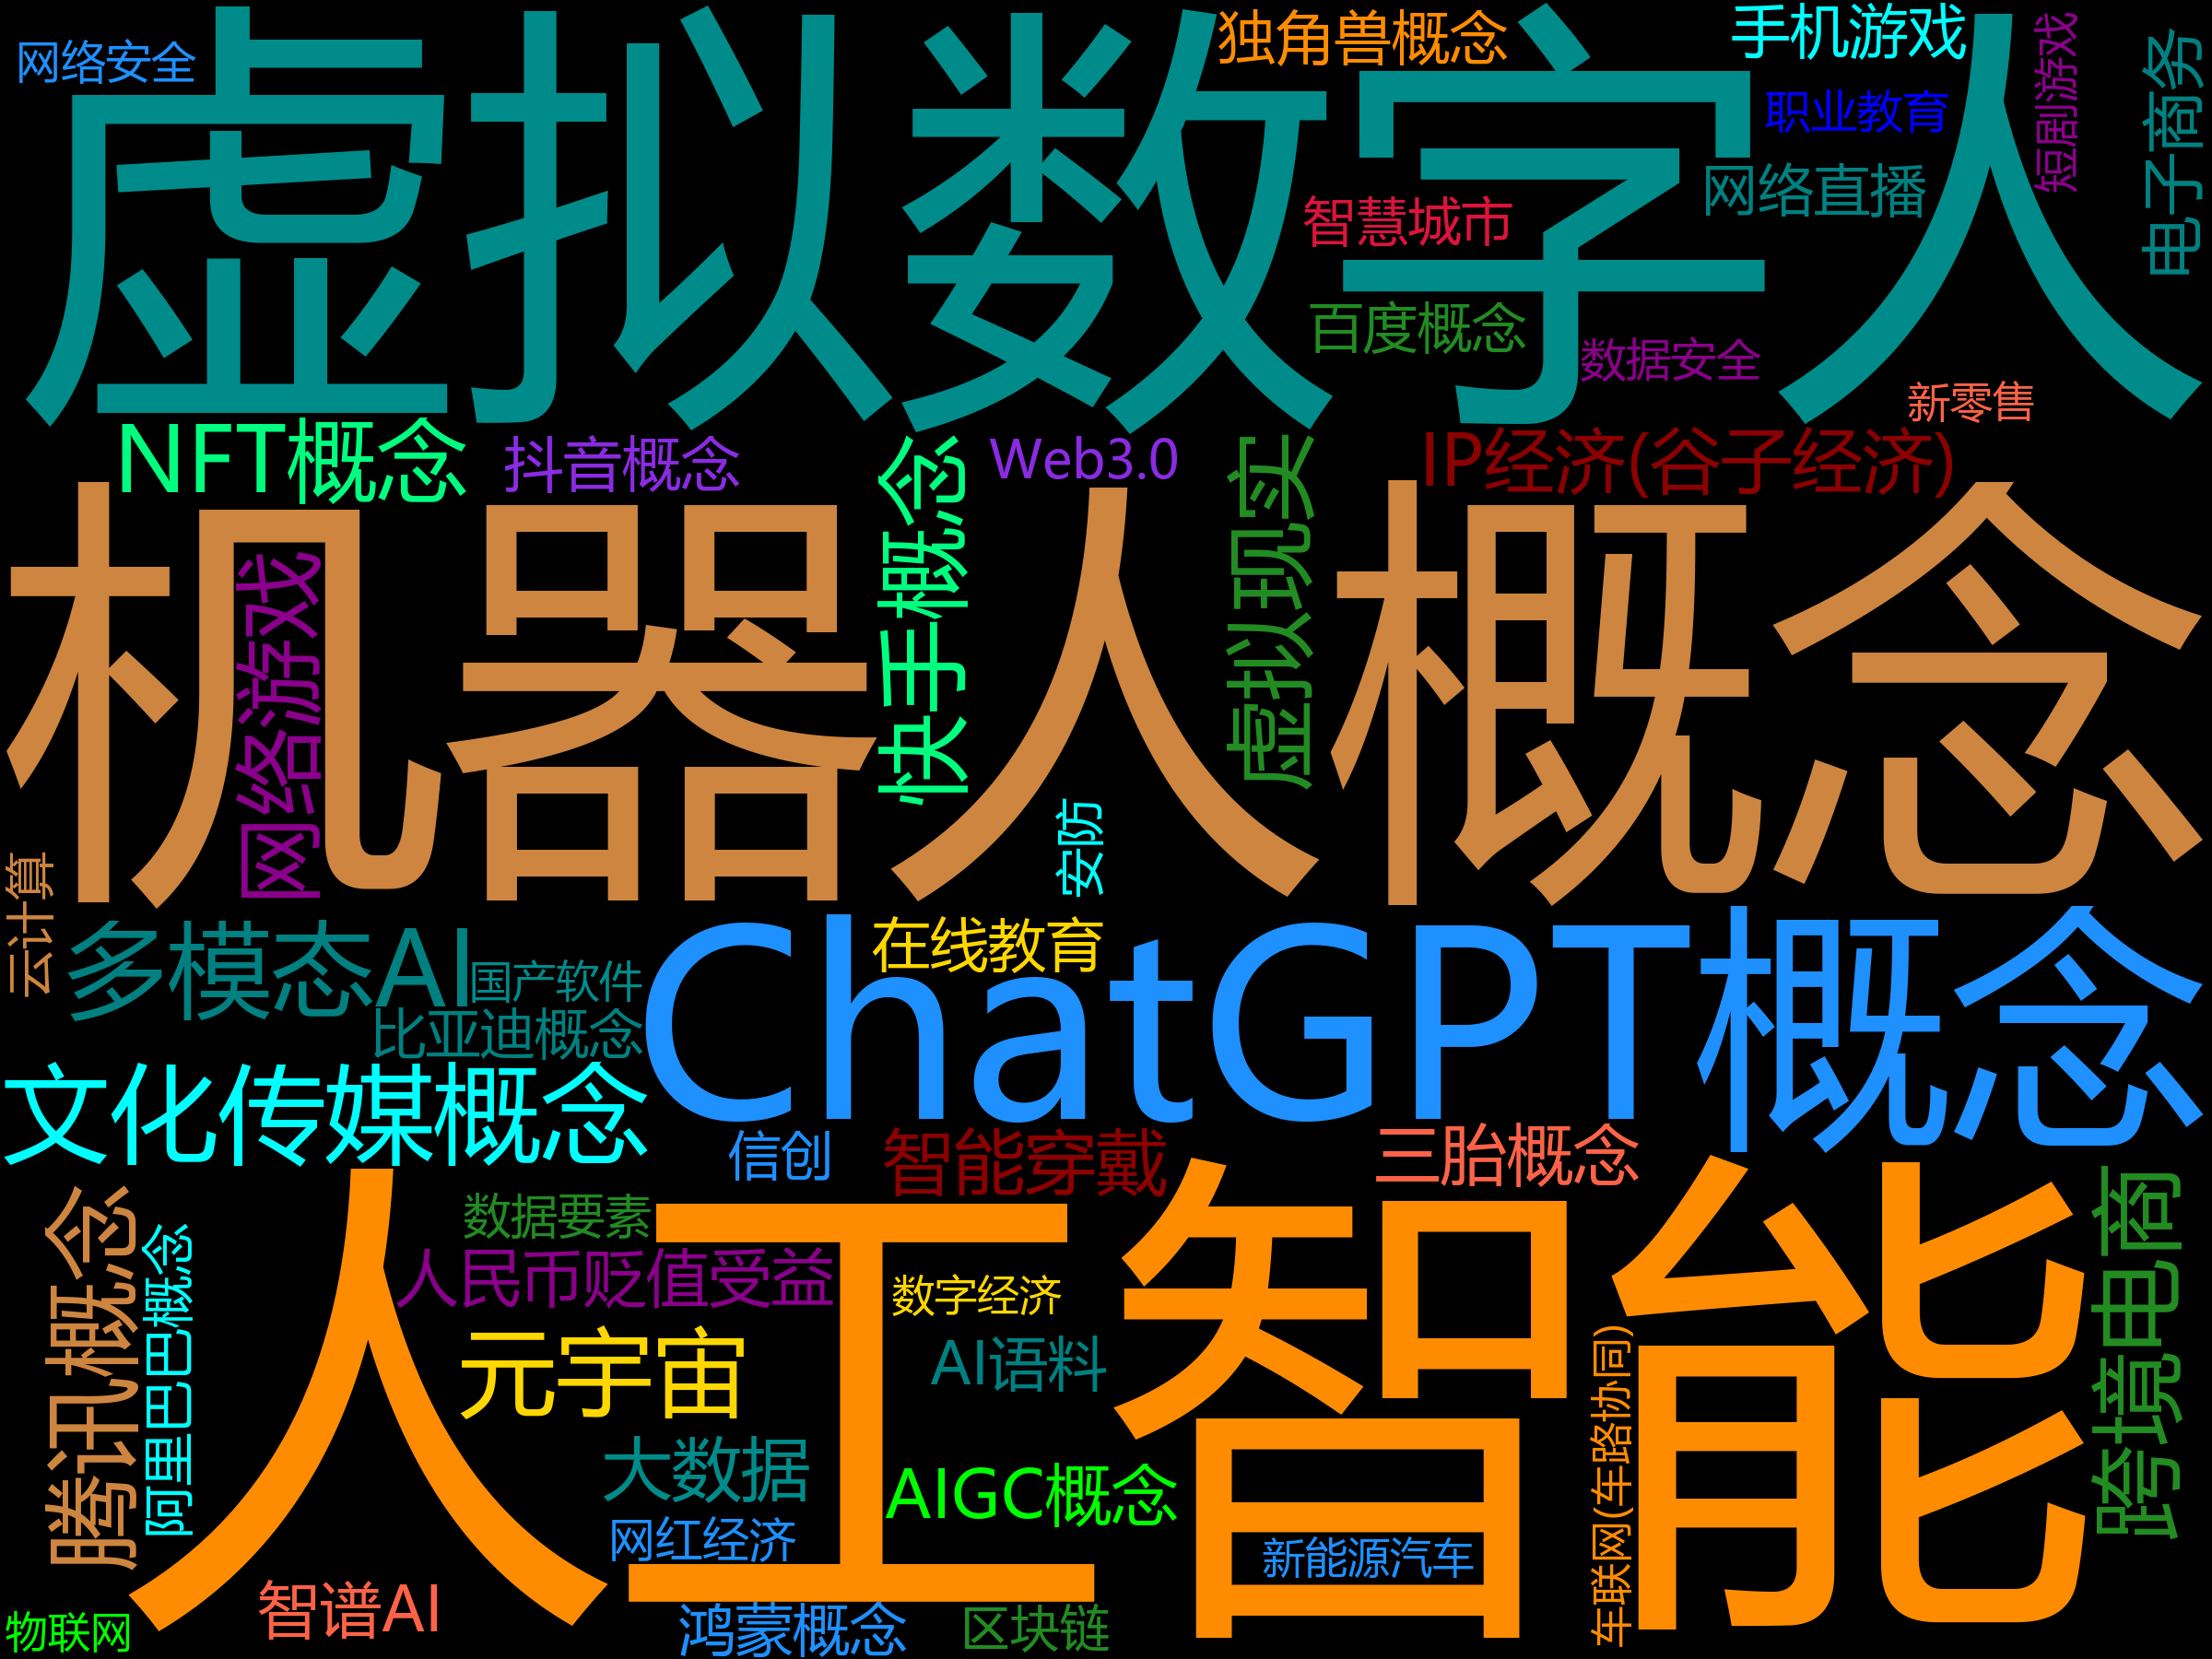 虚拟数字人
网络安全
独角兽概念
手机游戏
短剧游戏
电子商务
职业教育
网络直播
智慧城市
百度概念
数据安全
新零售
NFT概念
抖音概念
快手概念
Web3.0
虚拟现实
IP经济(谷子经济)
机器人概念
网络游戏
安防
云计算
多模态AI
国产软件
比亚迪概念
在线教育
ChatGPT概念
文化传媒概念
信创
智能穿戴
三胎概念
腾讯概念
阿里巴巴概念
人工智能
数据要素
人民币贬值受益
数字经济
元宇宙
AI语料
大数据
AIGC概念
网红经济
新能源汽车
车联网(车路协同)
跨境电商
智谱AI
物联网
鸿蒙概念
区块链